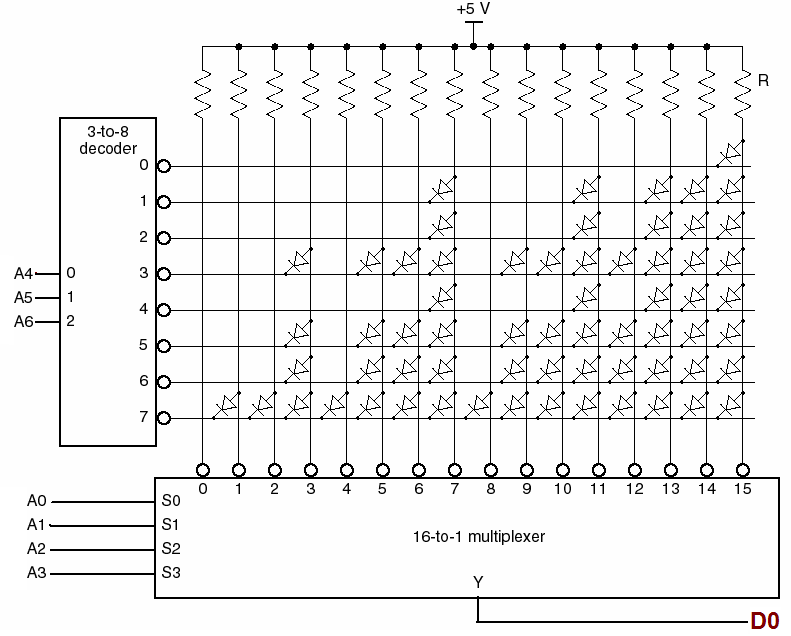 +5 V
R
3-to-8
decoder
0
1
2
3
4
5
6
7
A4 0
A5 1
A6 2
0 1 2 3 4 5 6 7 8 9 10 11 12 13 14 15
A0 S0
A1 S1
A2 S2
A3 S3
16-to-1 multiplexer
Y
D0